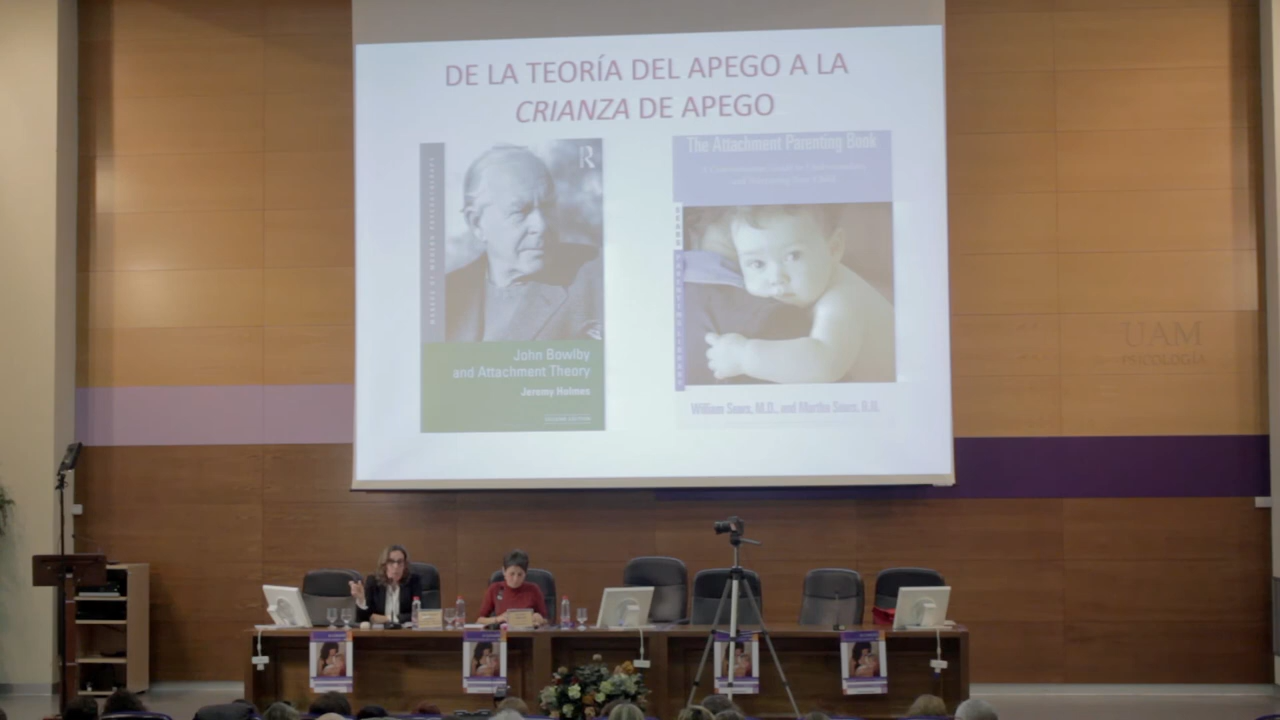 DE LA TEORÍA DEL APEGO A LA
CRIANZA DE APEGO
R
John Bowlby
and Attachment Theory
Jeremy Holmes
The Attachment Parenting Book
William Sears, M.D., and Martha Sears, R.N.
UAM
PSICOLOGÍA